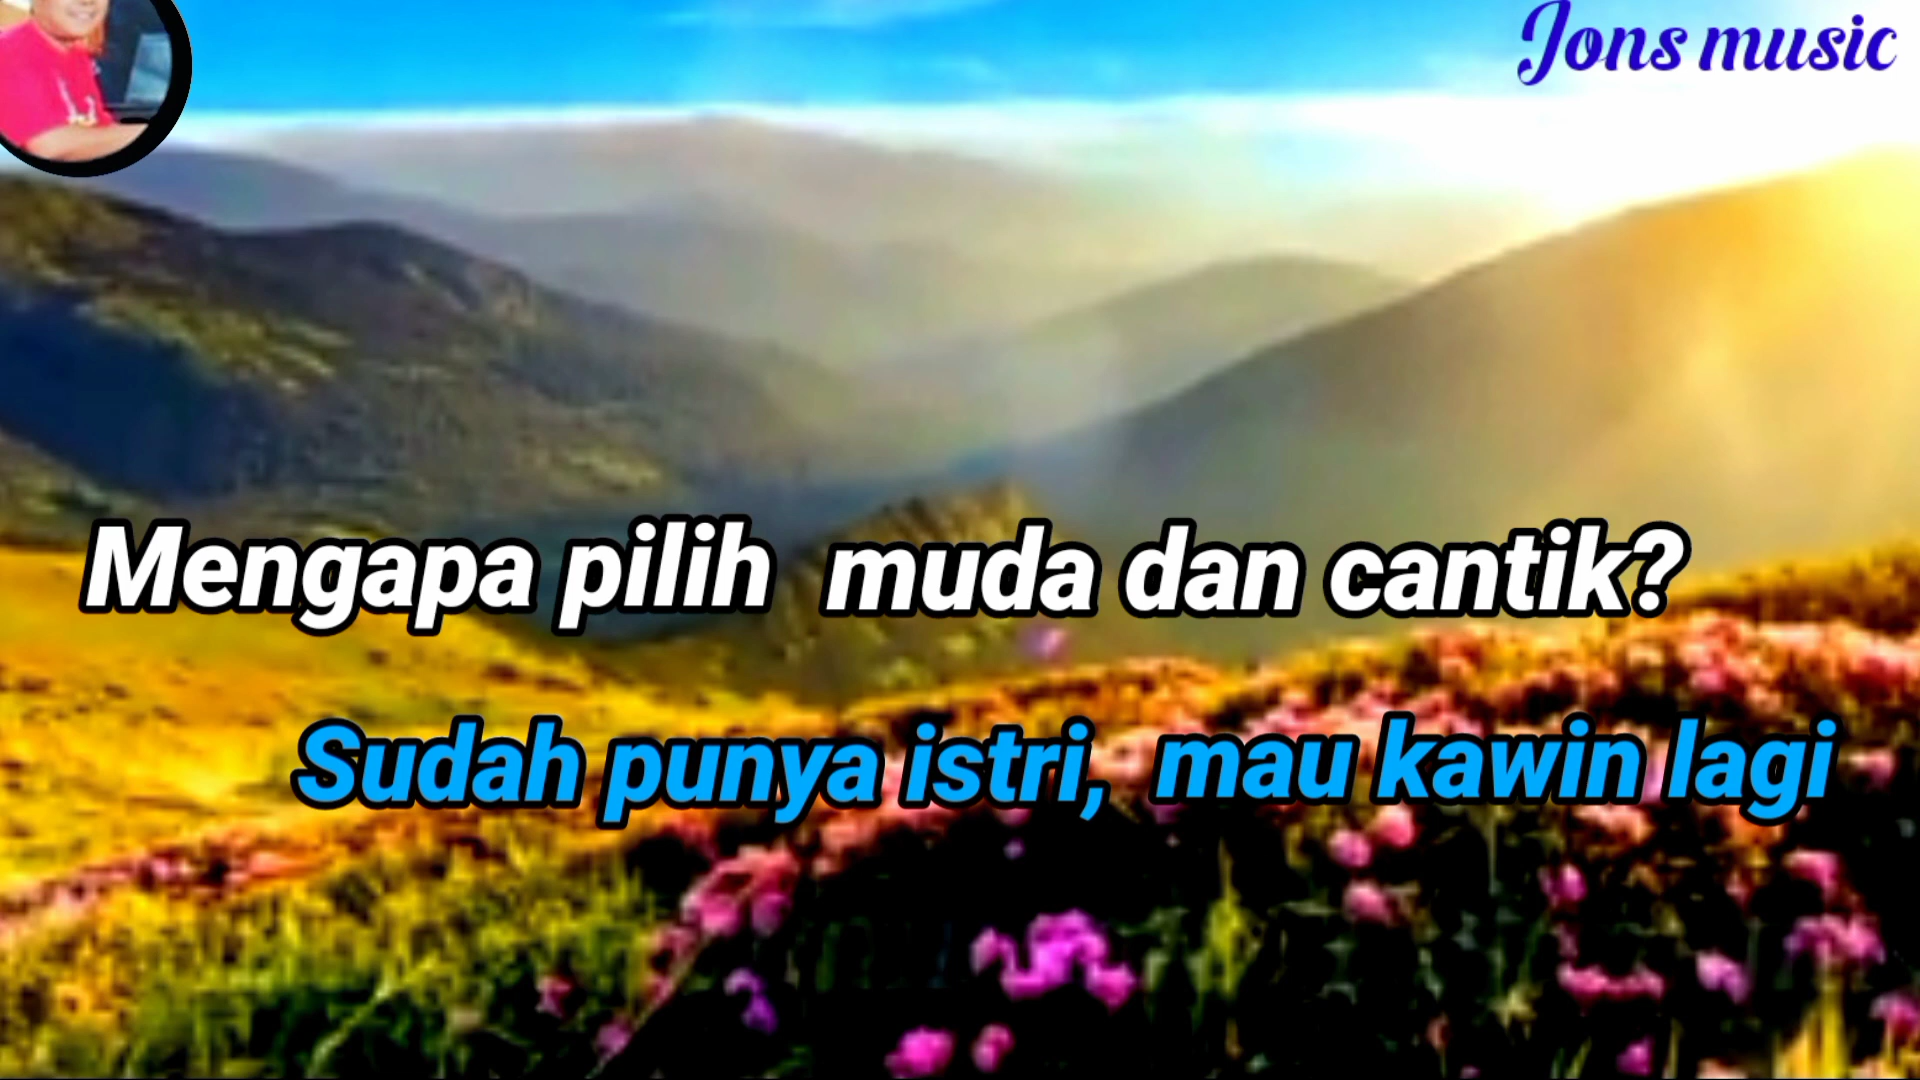 Jons music
Mengapa pilih muda dan cantik?
Sudah punya istri, mau kawin lagi